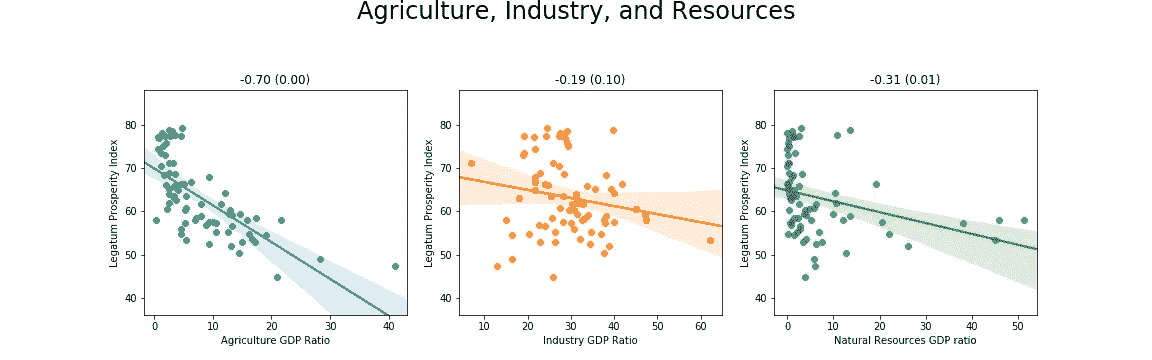 Agriculture, Industry, and Resources
-0.70 (0.00)
Legatum Prosperity Index
80
70
60
50
40
0 10 20 30 40
Agriculture GDP Ratio
-0.19 (0.10)
Legatum Prosperity Index
80
70
60
50
40
10 20 30 40 50 60
Industry GDP Ratio
-0.31 (0.01)
Legatum Prosperity Index
80
70
60
50
40
0 10 20 30 40 50
Natural Resources GDP ratio